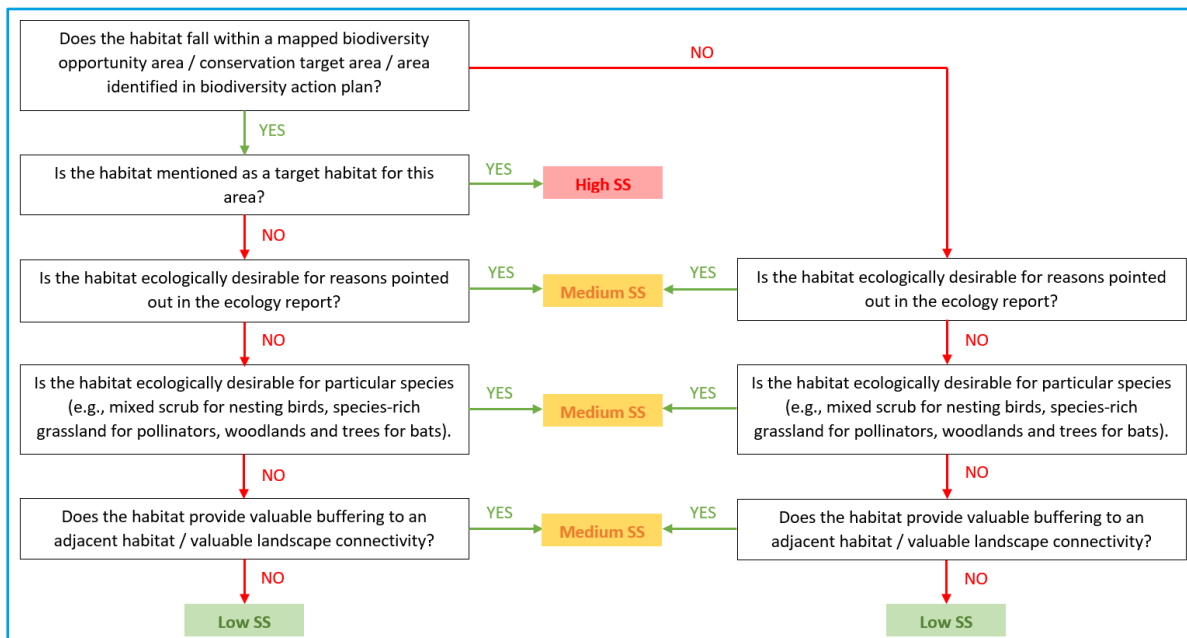 Does the habitat fall within a mapped biodiversity
opportunity area / conservation target area / area
identified in biodiversity action plan?
NO
YES
Is the habitat mentioned as a target habitat for this
area?
YES
High SS
NO
Is the habitat ecologically desirable for reasons pointed
out in the ecology report?
YES
Medium SS
YES
Is the habitat ecologically desirable for reasons pointed
out in the ecology report?
NO
NO
Is the habitat ecologically desirable for particular species
(e.g., mixed scrub for nesting birds, species-rich
grassland for pollinators, woodlands and trees for bats).
YES
Medium SS
YES
Is the habitat ecologically desirable for particular species
(e.g., mixed scrub for nesting birds, species-rich
grassland for pollinators, woodlands and trees for bats).
NO
NO
Does the habitat provide valuable buffering to an
adjacent habitat / valuable landscape connectivity?
YES
Medium SS
YES
Does the habitat provide valuable buffering to an
adjacent habitat / valuable landscape connectivity?
NO
NO
Low SS
Low SS